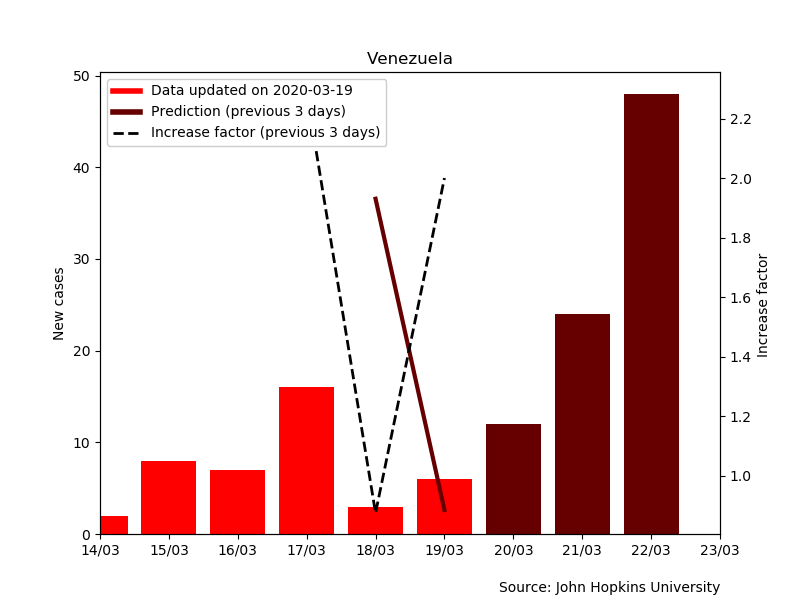 Venezuela
Data updated on 2020-03-19
Prediction (previous 3 days)
Increase factor (previous 3 days)
New cases
50
40
30
20
10
0
2.2
2.0
1.8
1.6
1.4
1.2
1.0
Increase factor
14/03 15/03 16/03 17/03 18/03 19/03 20/03 21/03 22/03 23/03
Source: John Hopkins University